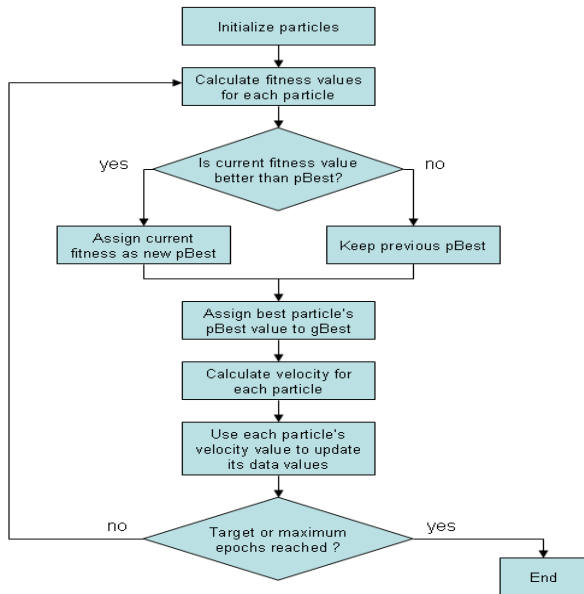 Initialize particles
Calculate fitness values
for each particle
Is current fitness value
better than pBest?
yes
no
Assign current
fitness as new pBest
Keep previous pBest
Assign best particle's
pBest value to gBest
Calculate velocity for
each particle
Use each particle's
velocity value to update
its data values
Target or maximum
epochs reached ?
no
yes
End